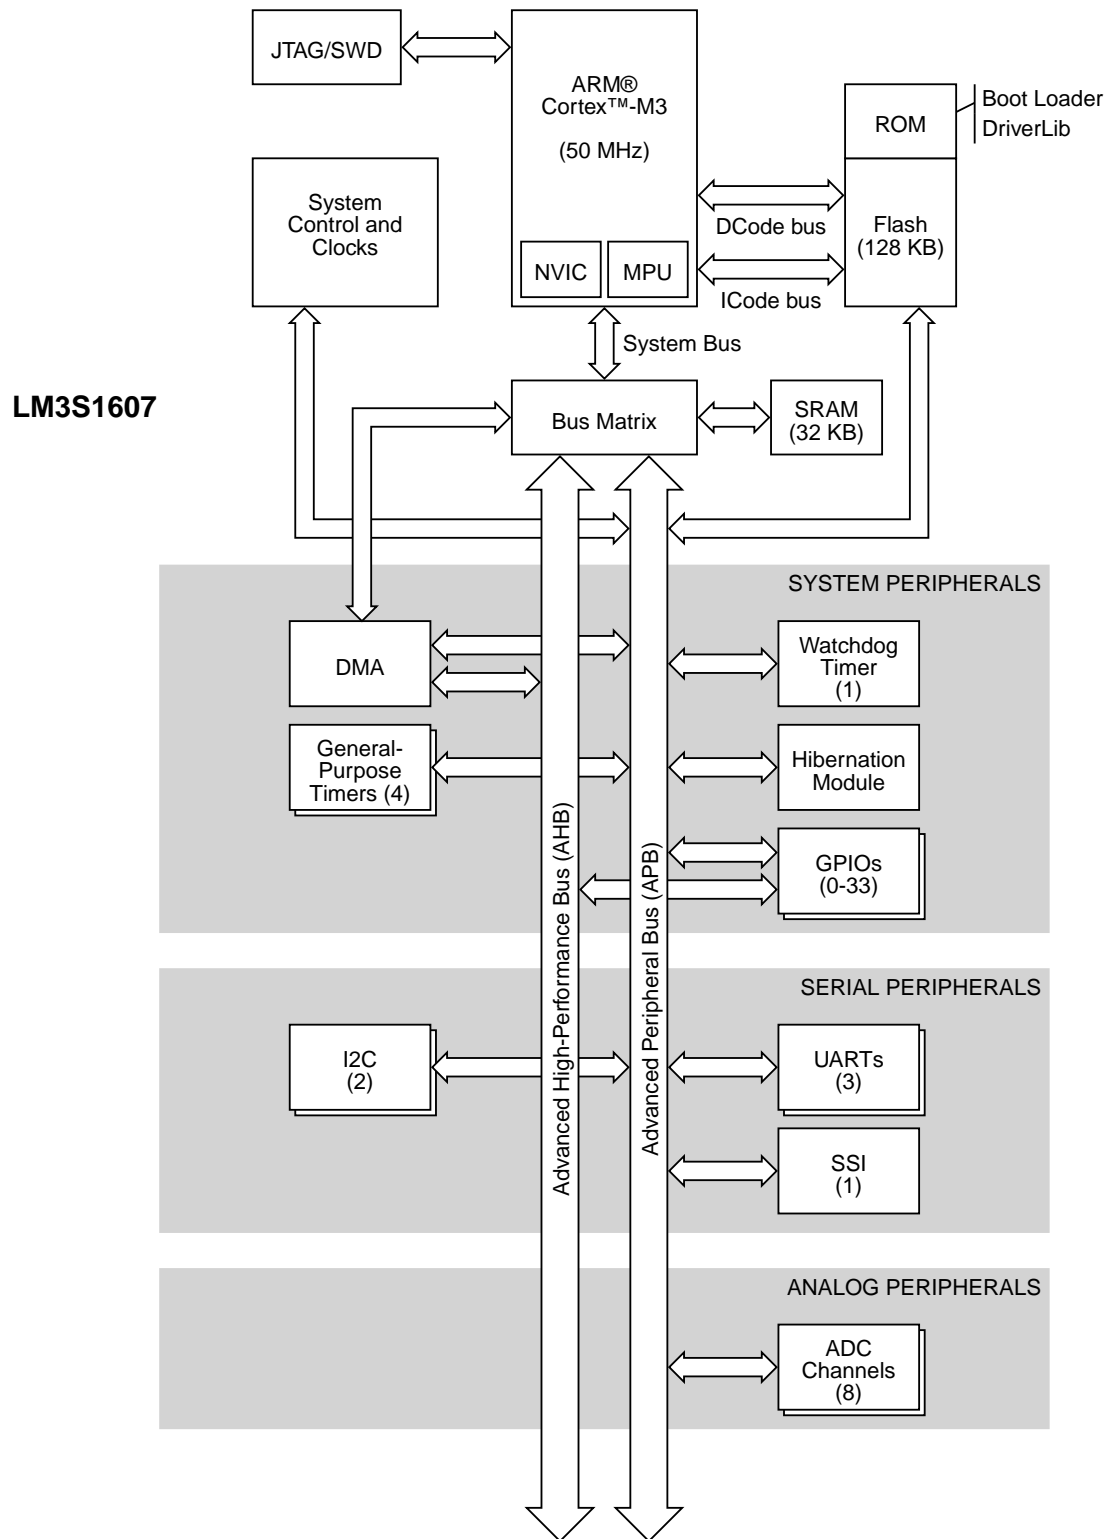 JTAG/SWD
ARM®
Cortex™-M3
(50 MHz)
NVIC
MPU
ROM
Boot Loader
DriverLib
System
Control and
Clocks
DCode bus
Flash
(128 KB)
ICode bus
System Bus
LM3S1607
Bus Matrix
SRAM
(32 KB)
SYSTEM PERIPHERALS
DMA
Watchdog
Timer
(1)
General-
Purpose
Timers (4)
Hibernation
Module
GPIOs
(0-33)
Advanced High-Performance Bus (AHB)
Advanced Peripheral Bus (APB)
SERIAL PERIPHERALS
I2C
(2)
UARTs
(3)
SSI
(1)
ANALOG PERIPHERALS
ADC
Channels
(8)